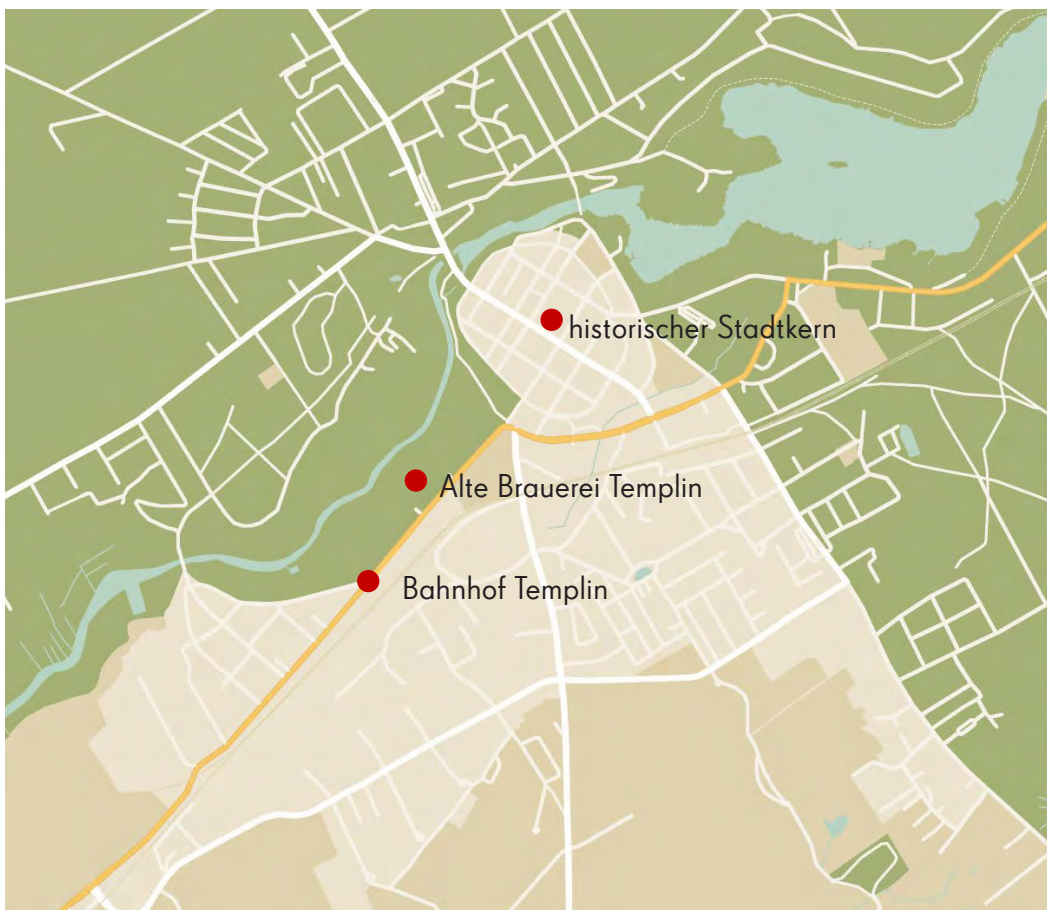 historischer Stadtkern
Alte Brauerei Templin
Bahnhof Templin